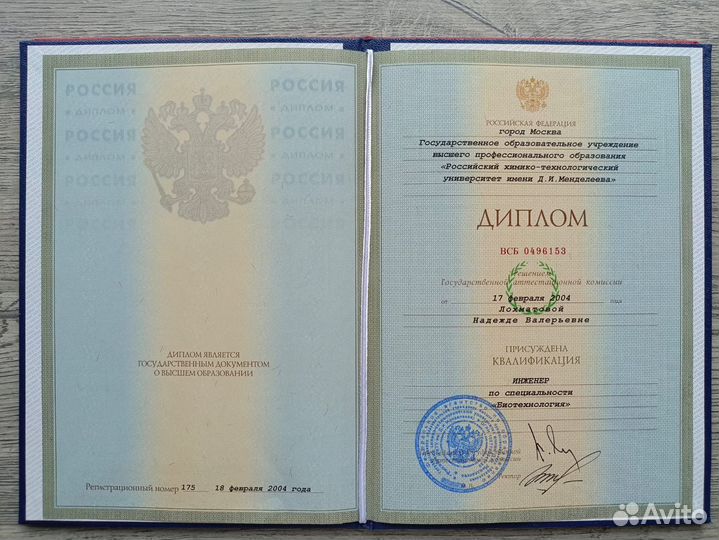 РОССИЯ РОССИЯ
ДИПЛОМ ДИПЛОМ
РОССИЯ РОССИЯ
ДИПЛОМ ДИПЛОМ
ДИПЛОМ ЯВЛЯЕТСЯ
ГОСУДАРСТВЕННЫМ ДОКУМЕНТОМ
О ВЫСШЕМ ОБРАЗОВАНИИ
Регистрационный номер 175 18 февраля 2004 года
РОССИЙСКАЯ ФЕДЕРАЦИЯ
город Москва
Государственное образовательное учреждение
высшего профессионального образования
«Российский химико-технологический
университет имени Д.И.Менделеева»
ДИПЛОМ
ВСБ 0496153
Решением
Государственной аттестационной комиссии
от 17 февраля 2004 года
Лохматовой
Надежде Валерьевне
ПРИСУЖДЕНА
КВАЛИФИКАЦИЯ
ИНЖЕНЕР
по специальности
«Биотехнология»
Avito